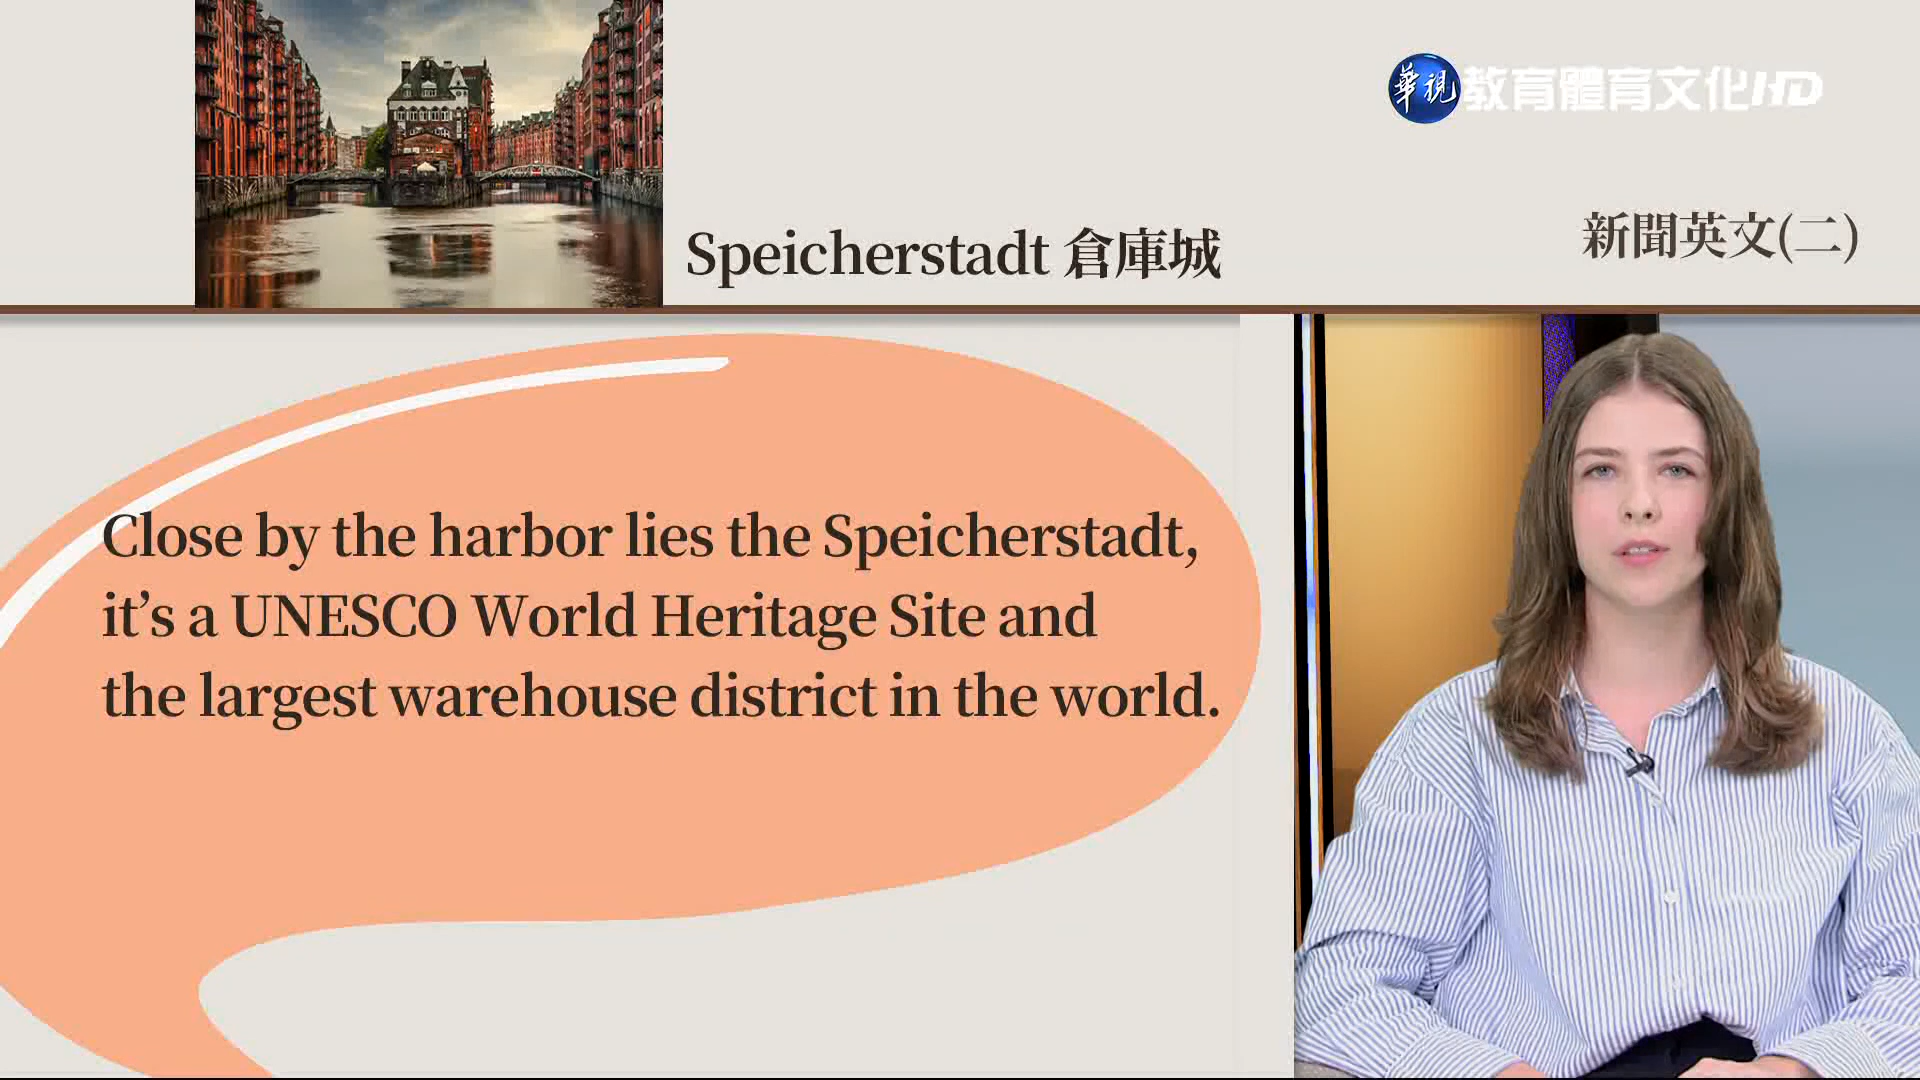 華視 教育體育文化HD
新聞英文(二)
Speicherstadt 倉庫城
Close by the harbor lies the Speicherstadt,
it’s a UNESCO World Heritage Site and
the largest warehouse district in the world.